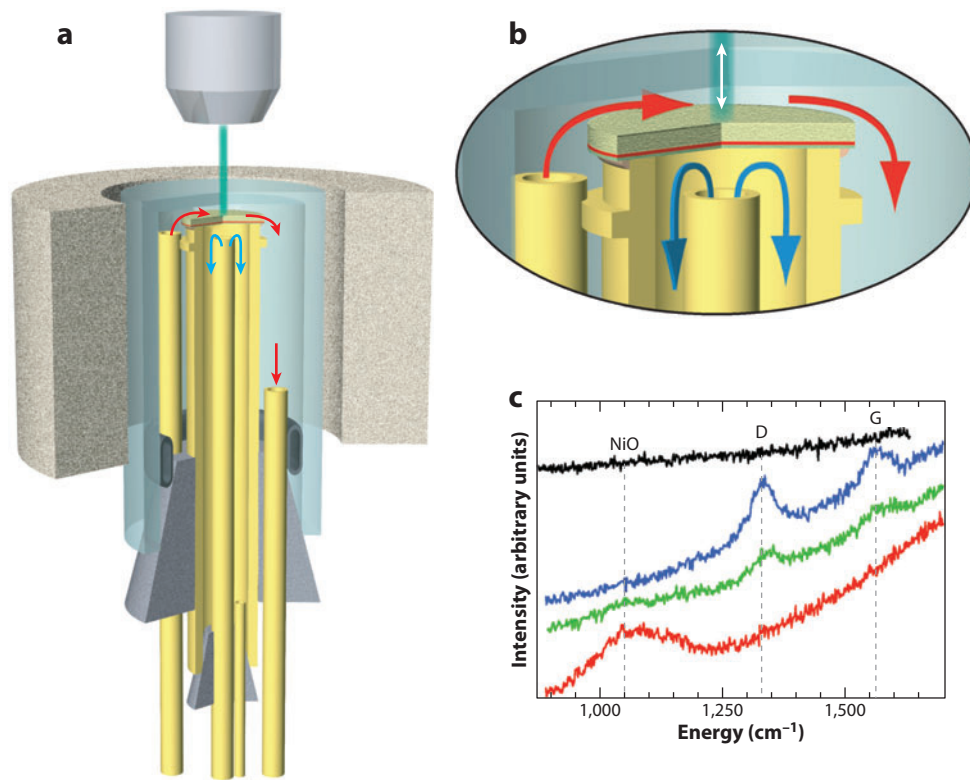 a
b
c
NiO
D
G
Intensity (arbitrary units)
1,000
1,250
1,500
Energy (cm⁻¹)